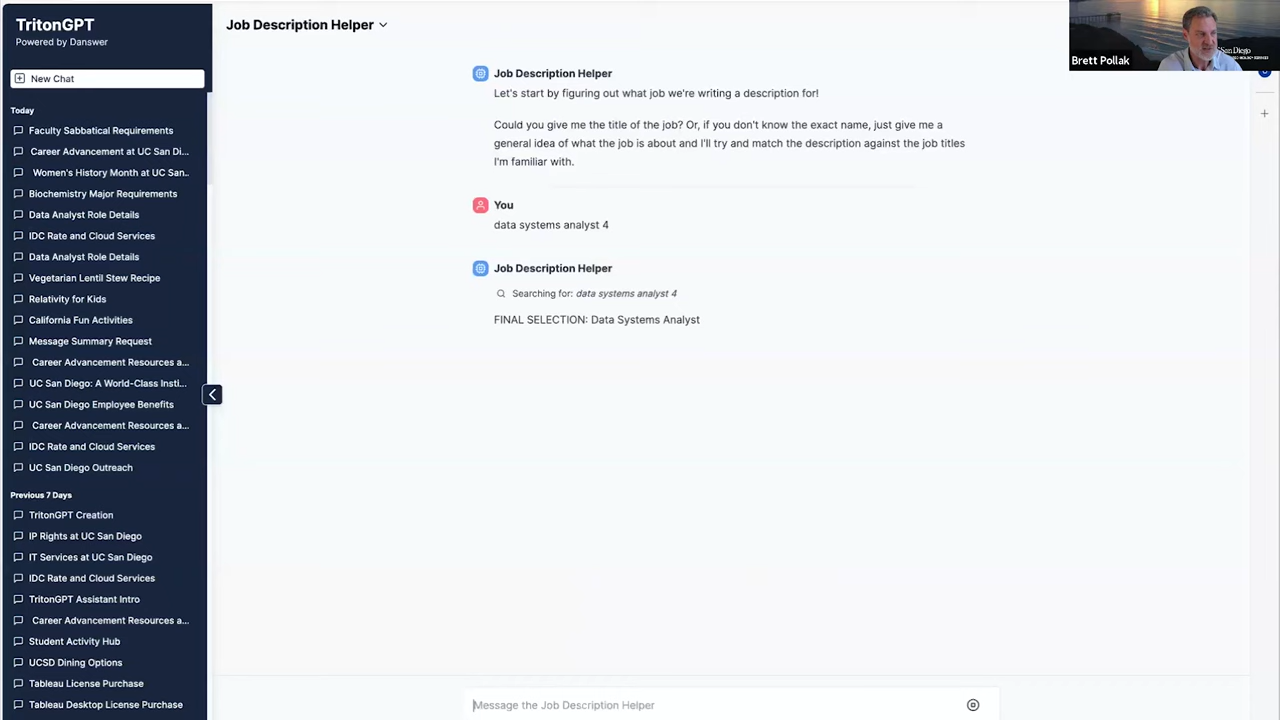 TritonGPT
Powered by Danswer
New Chat
Today
Faculty Sabbatical Requirements
Career Advancement at UC San Di...
Women's History Month at UC San..
Biochemistry Major Requirements
Data Analyst Role Details
IDC Rate and Cloud Services
Data Analyst Role Details
Vegetarian Lentil Stew Recipe
Relativity for Kids
California Fun Activities
Message Summary Request
Career Advancement Resources a...
UC San Diego: A World-Class Insti...
UC San Diego Employee Benefits
Career Advancement Resources a...
IDC Rate and Cloud Services
UC San Diego Outreach
Previous 7 Days
TritonGPT Creation
IP Rights at UC San Diego
IT Services at UC San Diego
IDC Rate and Cloud Services
TritonGPT Assistant Intro
Career Advancement Resources a...
Student Activity Hub
UCSD Dining Options
Tableau License Purchase
Tableau Desktop License Purchase
Job Description Helper
Job Description Helper
Let's start by figuring out what job we're writing a description for!
Could you give me the title of the job? Or, if you don't know the exact name, just give me a
general idea of what the job is about and I'll try and match the description against the job titles
I'm familiar with.
You
data systems analyst 4
Job Description Helper
Searching for: data systems analyst 4
FINAL SELECTION: Data Systems Analyst
Message the Job Description Helper
Brett Pollak
San Diego